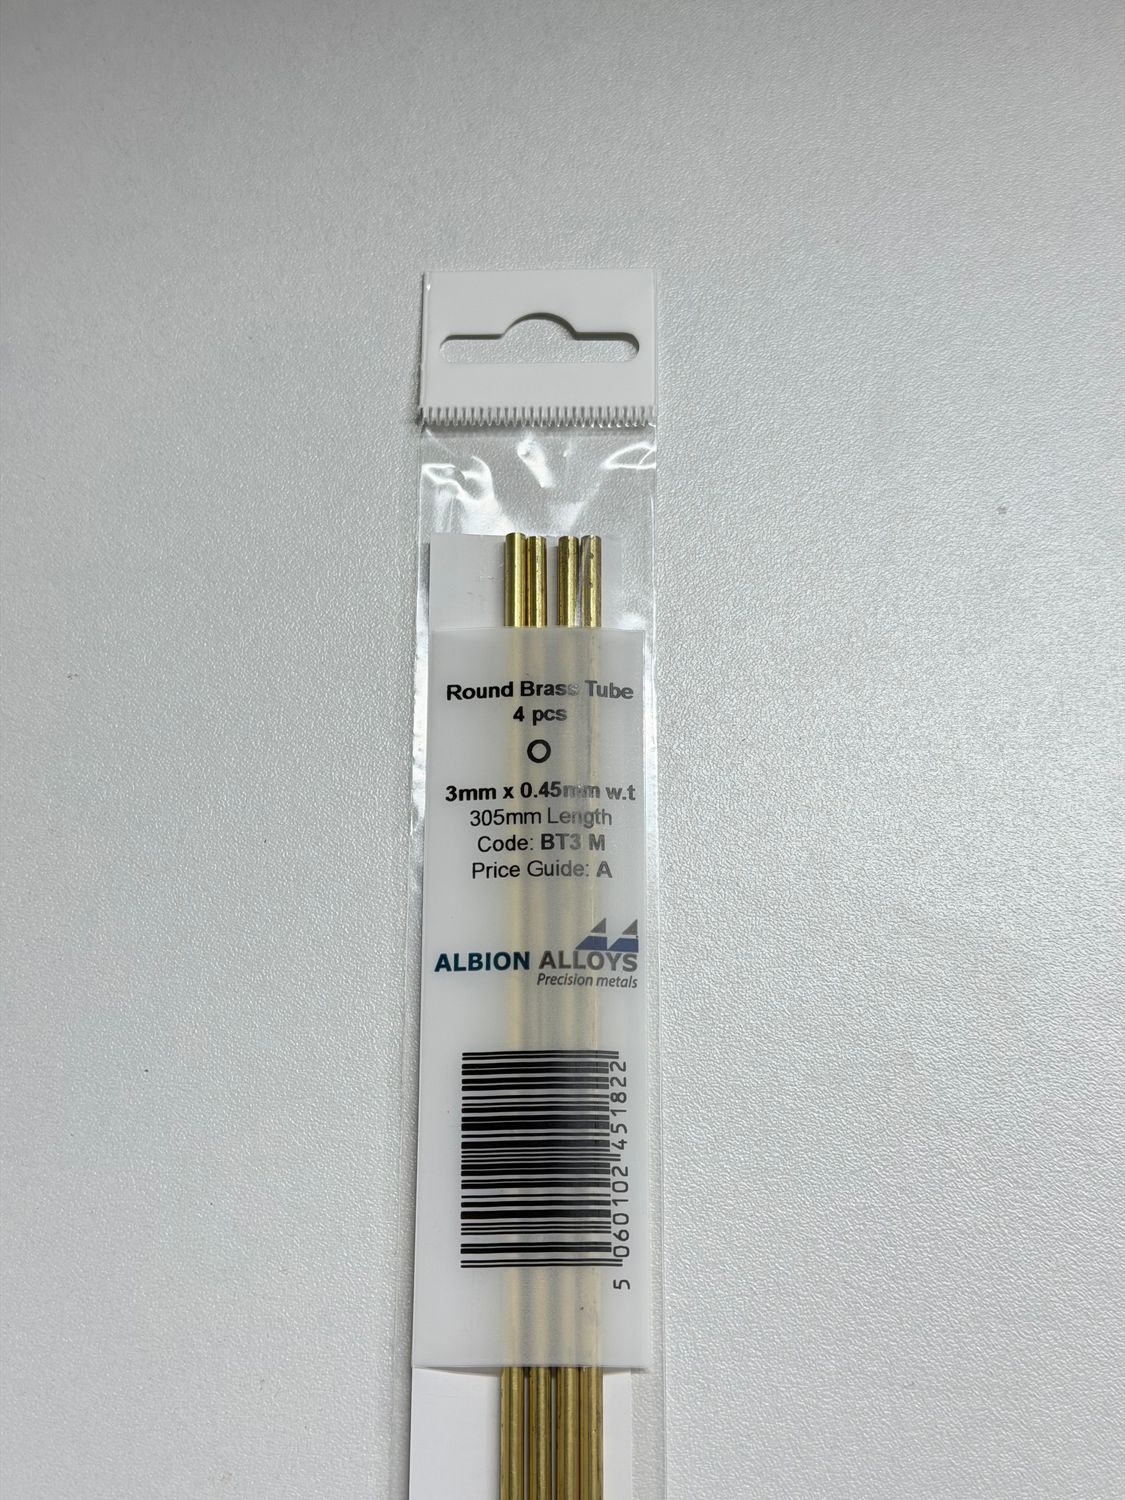 Round Brass Tube
4 pcs
3mm x 0.45mm w.t
305mm Length
Code: BT3 M
Price Guide: A
ALBION ALLOYS
Precision metals
5 060102 451822